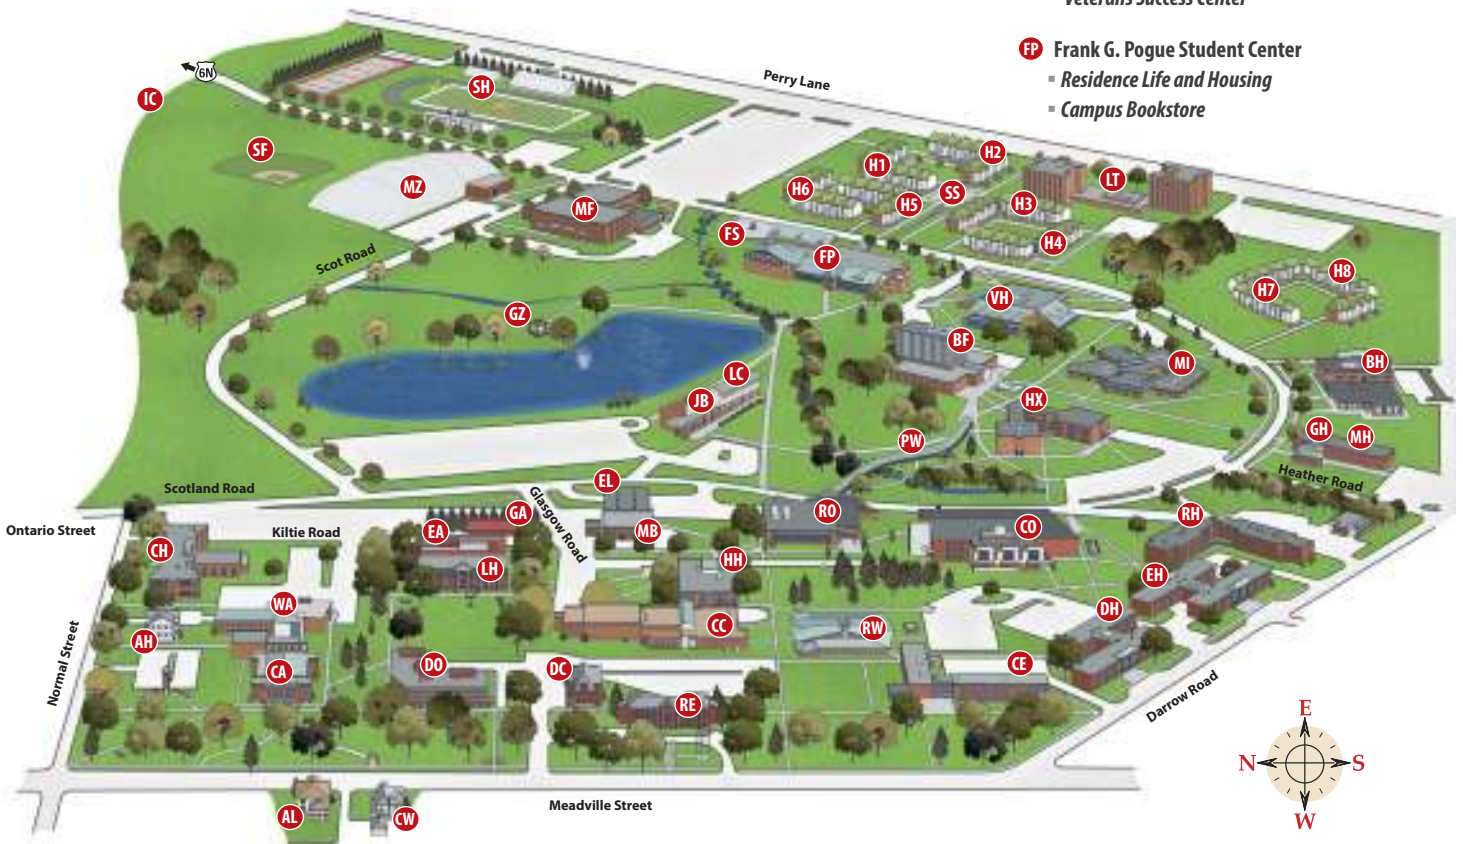 Veterans Success Center
FP Frank G. Pogue Student Center
▪ Residence Life and Housing
▪ Campus Bookstore
6N
IC
SH
Perry Lane
SF
MZ
MF
H1
H2
H6
H5
SS
H3
LT
H4
FS
FP
Scot Road
GZ
VH
H7
H8
BF
MI
BH
LC
JB
HX
PW
GH
MH
Heather Road
Scotland Road
EL
Glasgow Road
Ontario Street
Kiltie Road
EA
GA
MB
RO
CO
RH
CH
LH
HH
EH
WA
DH
AH
CC
RW
Normal Street
CA
DO
DC
CE
RE
Darrow Road
E
N
S
W
AL
CW
Meadville Street